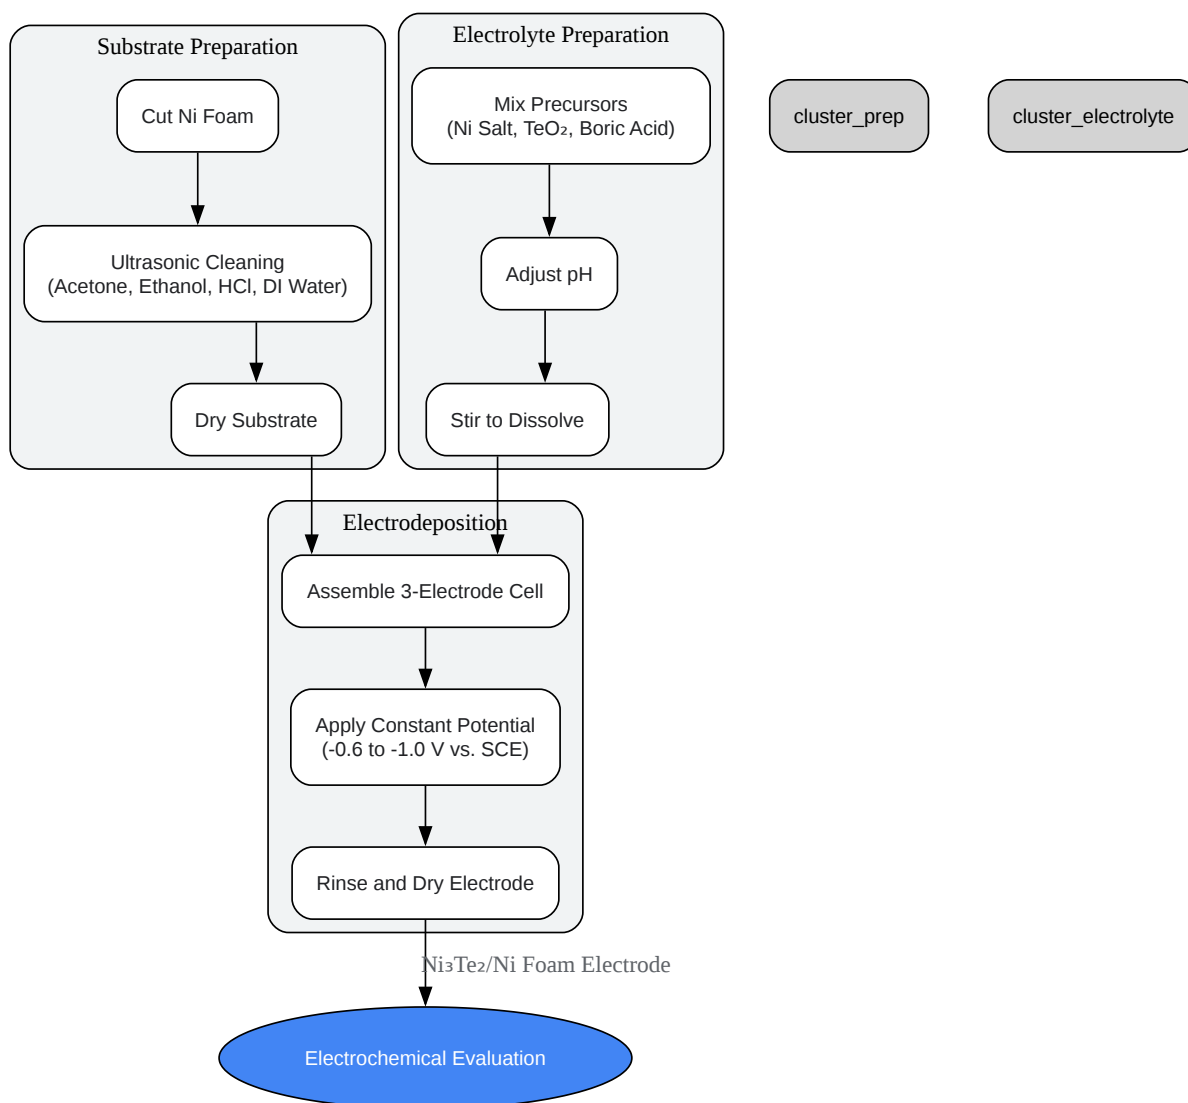 Substrate Preparation
Cut Ni Foam
Ultrasonic Cleaning
(Acetone, Ethanol, HCl, DI Water)
Dry Substrate
Electrolyte Preparation
Mix Precursors
(Ni Salt, TeO₂, Boric Acid)
Adjust pH
Stir to Dissolve
cluster_prep
cluster_electrolyte
Electrodeposition
Assemble 3-Electrode Cell
Apply Constant Potential
(-0.6 to -1.0 V vs. SCE)
Rinse and Dry Electrode
Ni₃Te₂/Ni Foam Electrode
Electrochemical Evaluation